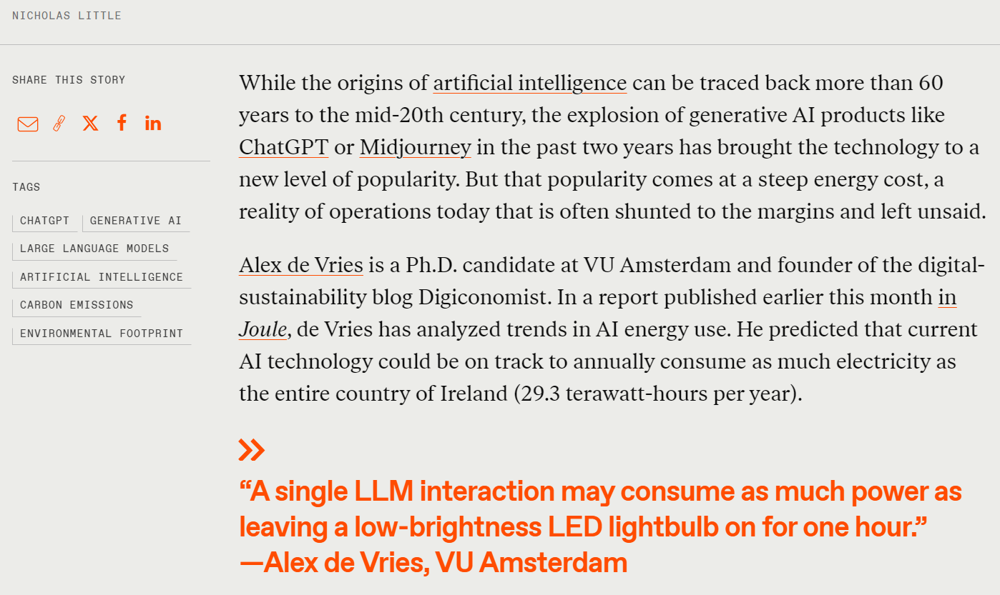 NICHOLAS LITTLE
SHARE THIS STORY
TAGS
CHATGPT
GENERATIVE AI
LARGE LANGUAGE MODELS
ARTIFICIAL INTELLIGENCE
CARBON EMISSIONS
ENVIRONMENTAL FOOTPRINT
While the origins of artificial intelligence can be traced back more than 60
years to the mid-20th century, the explosion of generative AI products like
ChatGPT or Midjourney in the past two years has brought the technology to a
new level of popularity. But that popularity comes at a steep energy cost, a
reality of operations today that is often shunted to the margins and left unsaid.
Alex de Vries is a Ph.D. candidate at VU Amsterdam and founder of the digital-
sustainability blog Digiconomist. In a report published earlier this month in
Joule, de Vries has analyzed trends in AI energy use. He predicted that current
AI technology could be on track to annually consume as much electricity as
the entire country of Ireland (29.3 terawatt-hours per year).
“A single LLM interaction may consume as much power as
leaving a low-brightness LED lightbulb on for one hour.”
—Alex de Vries, VU Amsterdam